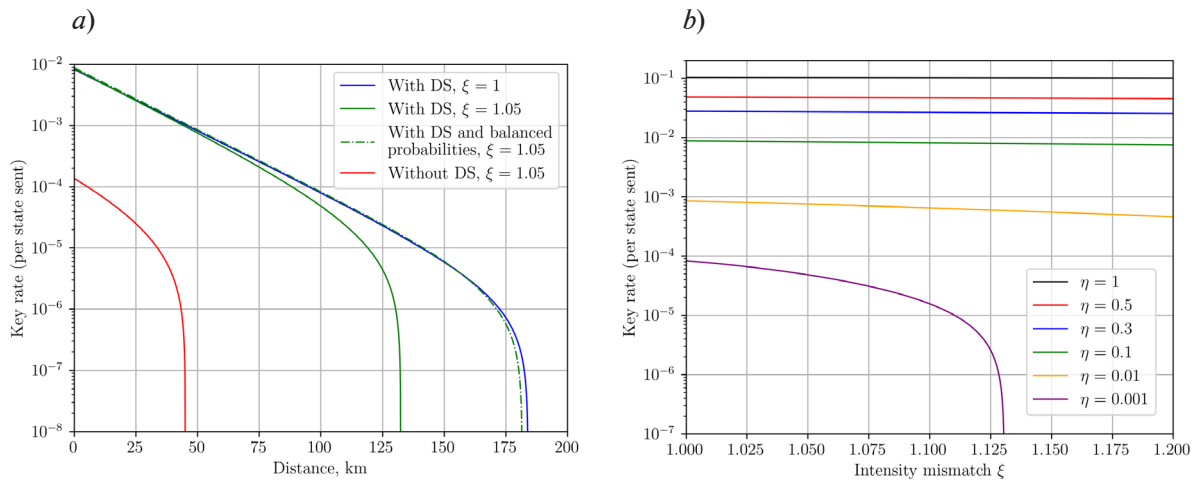 a)
Key rate (per state sent)
10⁻²
10⁻³
10⁻⁴
10⁻⁵
10⁻⁶
10⁻⁷
10⁻⁸
0 25 50 75 100 125 150 175 200
Distance, km
With DS, ξ = 1
With DS, ξ = 1.05
With DS and balanced
probabilities, ξ = 1.05
Without DS, ξ = 1.05
b)
Key rate (per state sent)
10⁻¹
10⁻²
10⁻³
10⁻⁴
10⁻⁵
10⁻⁶
10⁻⁷
1.000 1.025 1.050 1.075 1.100 1.125 1.150 1.175 1.200
Intensity mismatch ξ
η = 1
η = 0.5
η = 0.3
η = 0.1
η = 0.01
η = 0.001